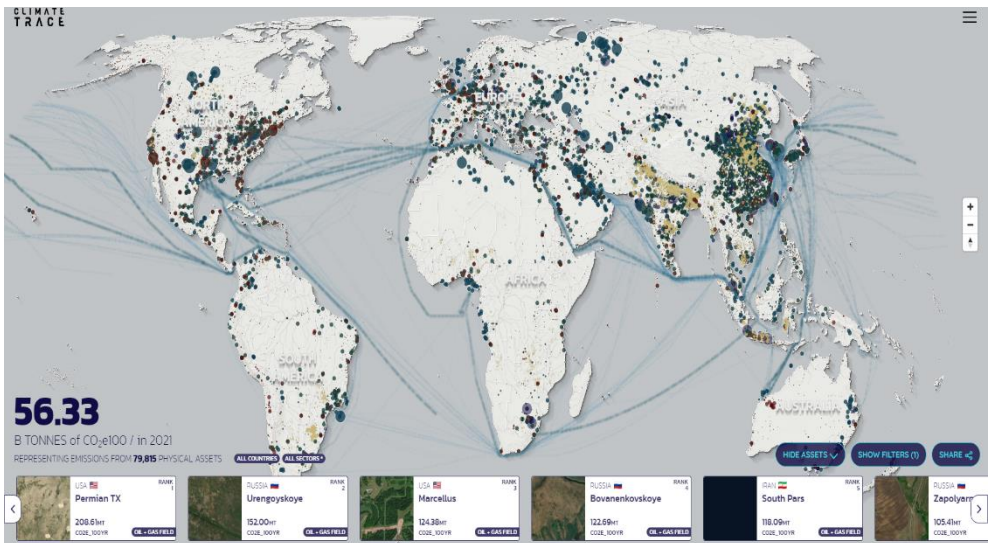 CLIMATE
TRACE
NORTH
AMERICA
EUROPE
ASIA
AFRICA
SOUTH
AMERICA
AUSTRALIA
+
-
56.33
B TONNES of CO₂e100 / in 2021
REPRESENTING EMISSIONS FROM 79,815 PHYSICAL ASSETS ALL COUNTRIES ALL SECTORS*
HIDE ASSETS SHOW FILTERS (1) SHARE
USA RANK 1
Permian TX
208.61MT
CO2E_100YR OIL + GAS FIELD
RUSSIA RANK 2
Urengoyskoye
152.00MT
CO2E_100YR OIL + GAS FIELD
USA RANK 3
Marcellus
124.38MT
CO2E_100YR OIL + GAS FIELD
RUSSIA RANK 4
Bovanenkovskoye
122.69MT
CO2E_100YR OIL + GAS FIELD
IRAN RANK 5
South Pars
118.09MT
CO2E_100YR OIL + GAS FIELD
RUSSIA
Zapolyarn
105.41MT
CO2E_100YR